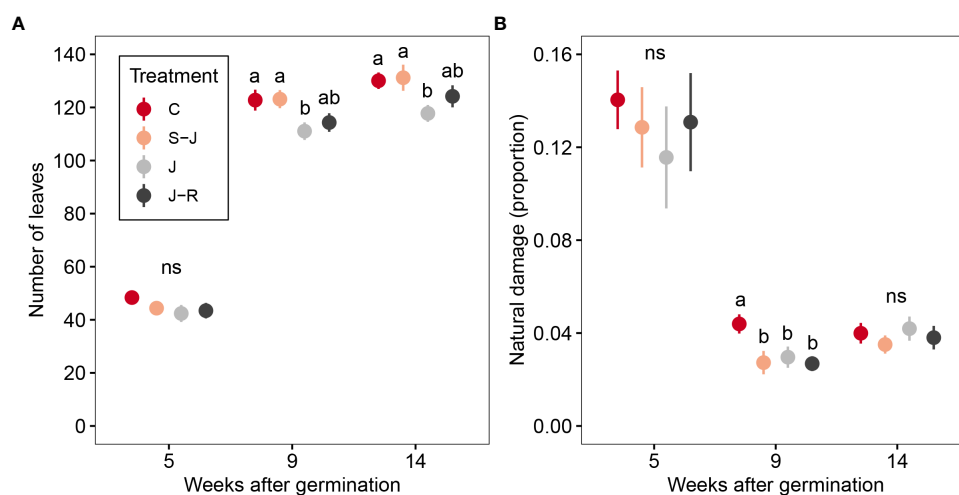 A
Number of leaves
140
120
100
80
60
40
20
0
Treatment
C
S−J
J
J−R
ns
a a b ab
a a b ab
5 9 14
Weeks after germination
B
Natural damage (proportion)
0.16
0.12
0.08
0.04
0.00
ns
a b b b
ns
5 9 14
Weeks after germination